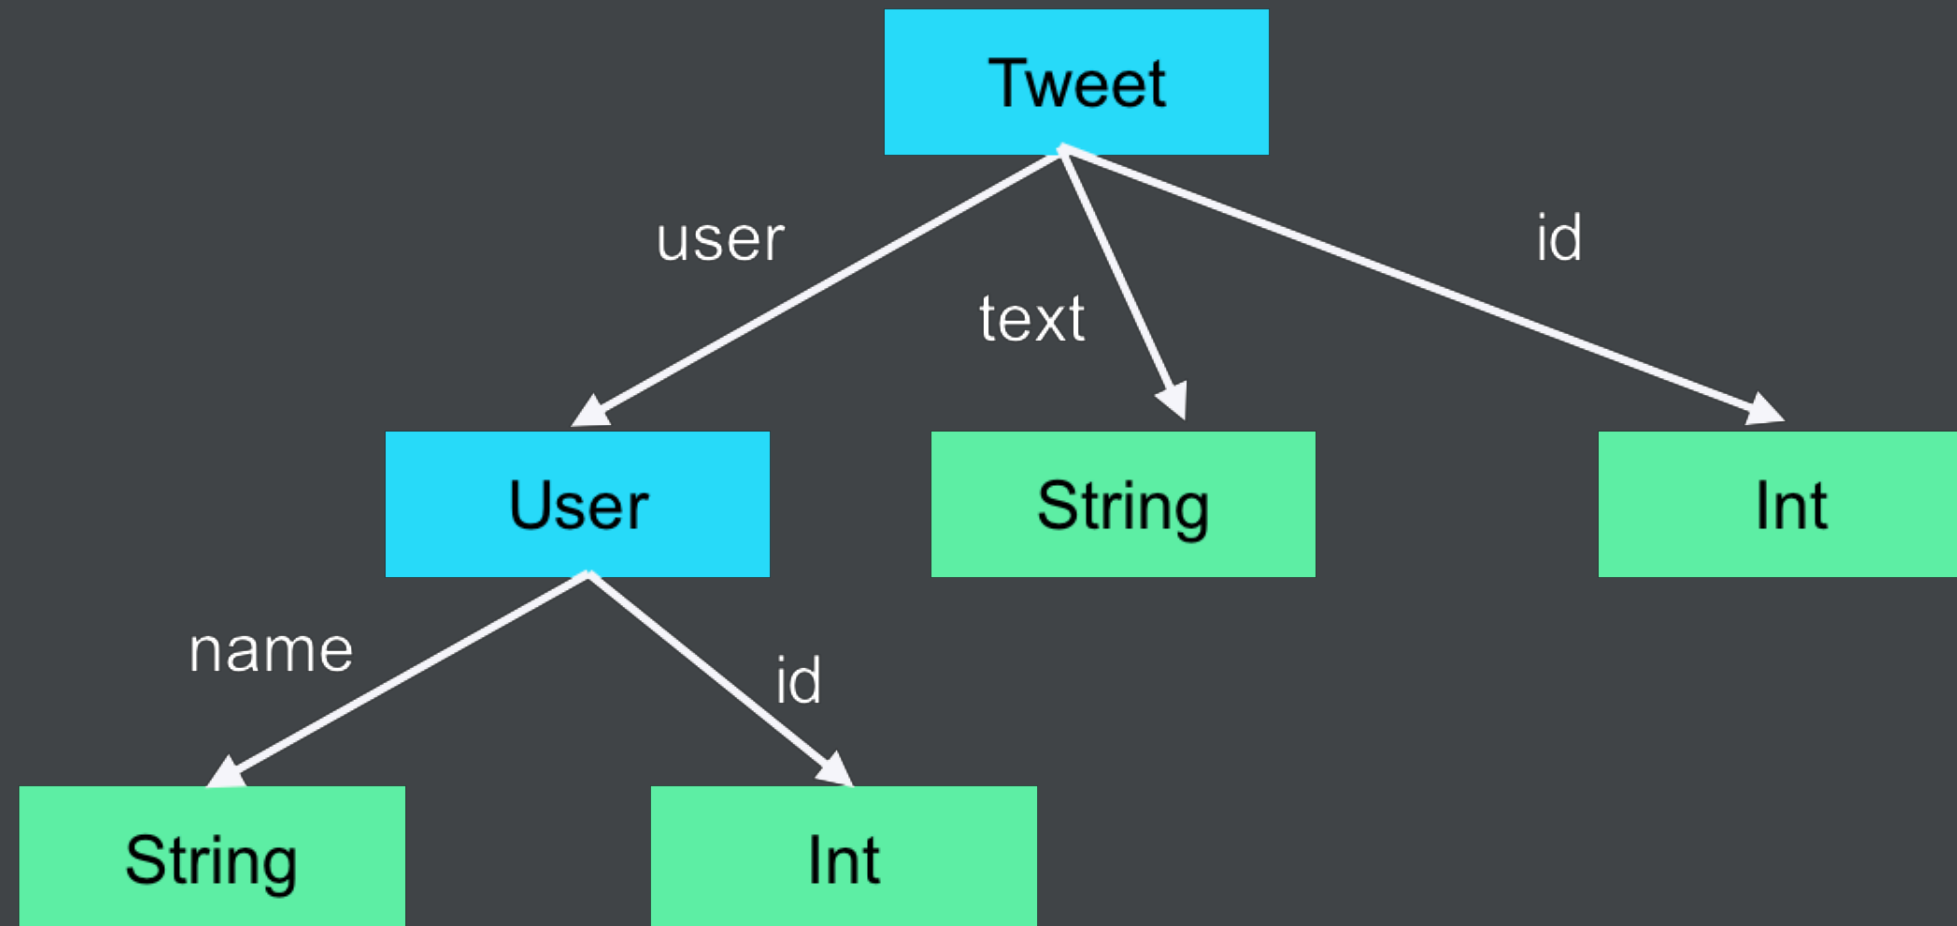 Tweet
user
id
text
User
String
Int
name
id
String
Int